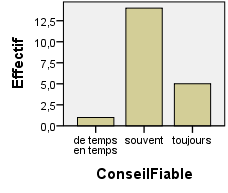 Effectif
12,5
10,0
7,5
5,0
2,5
0,0
de temps en temps
souvent
toujours
ConseilFiable